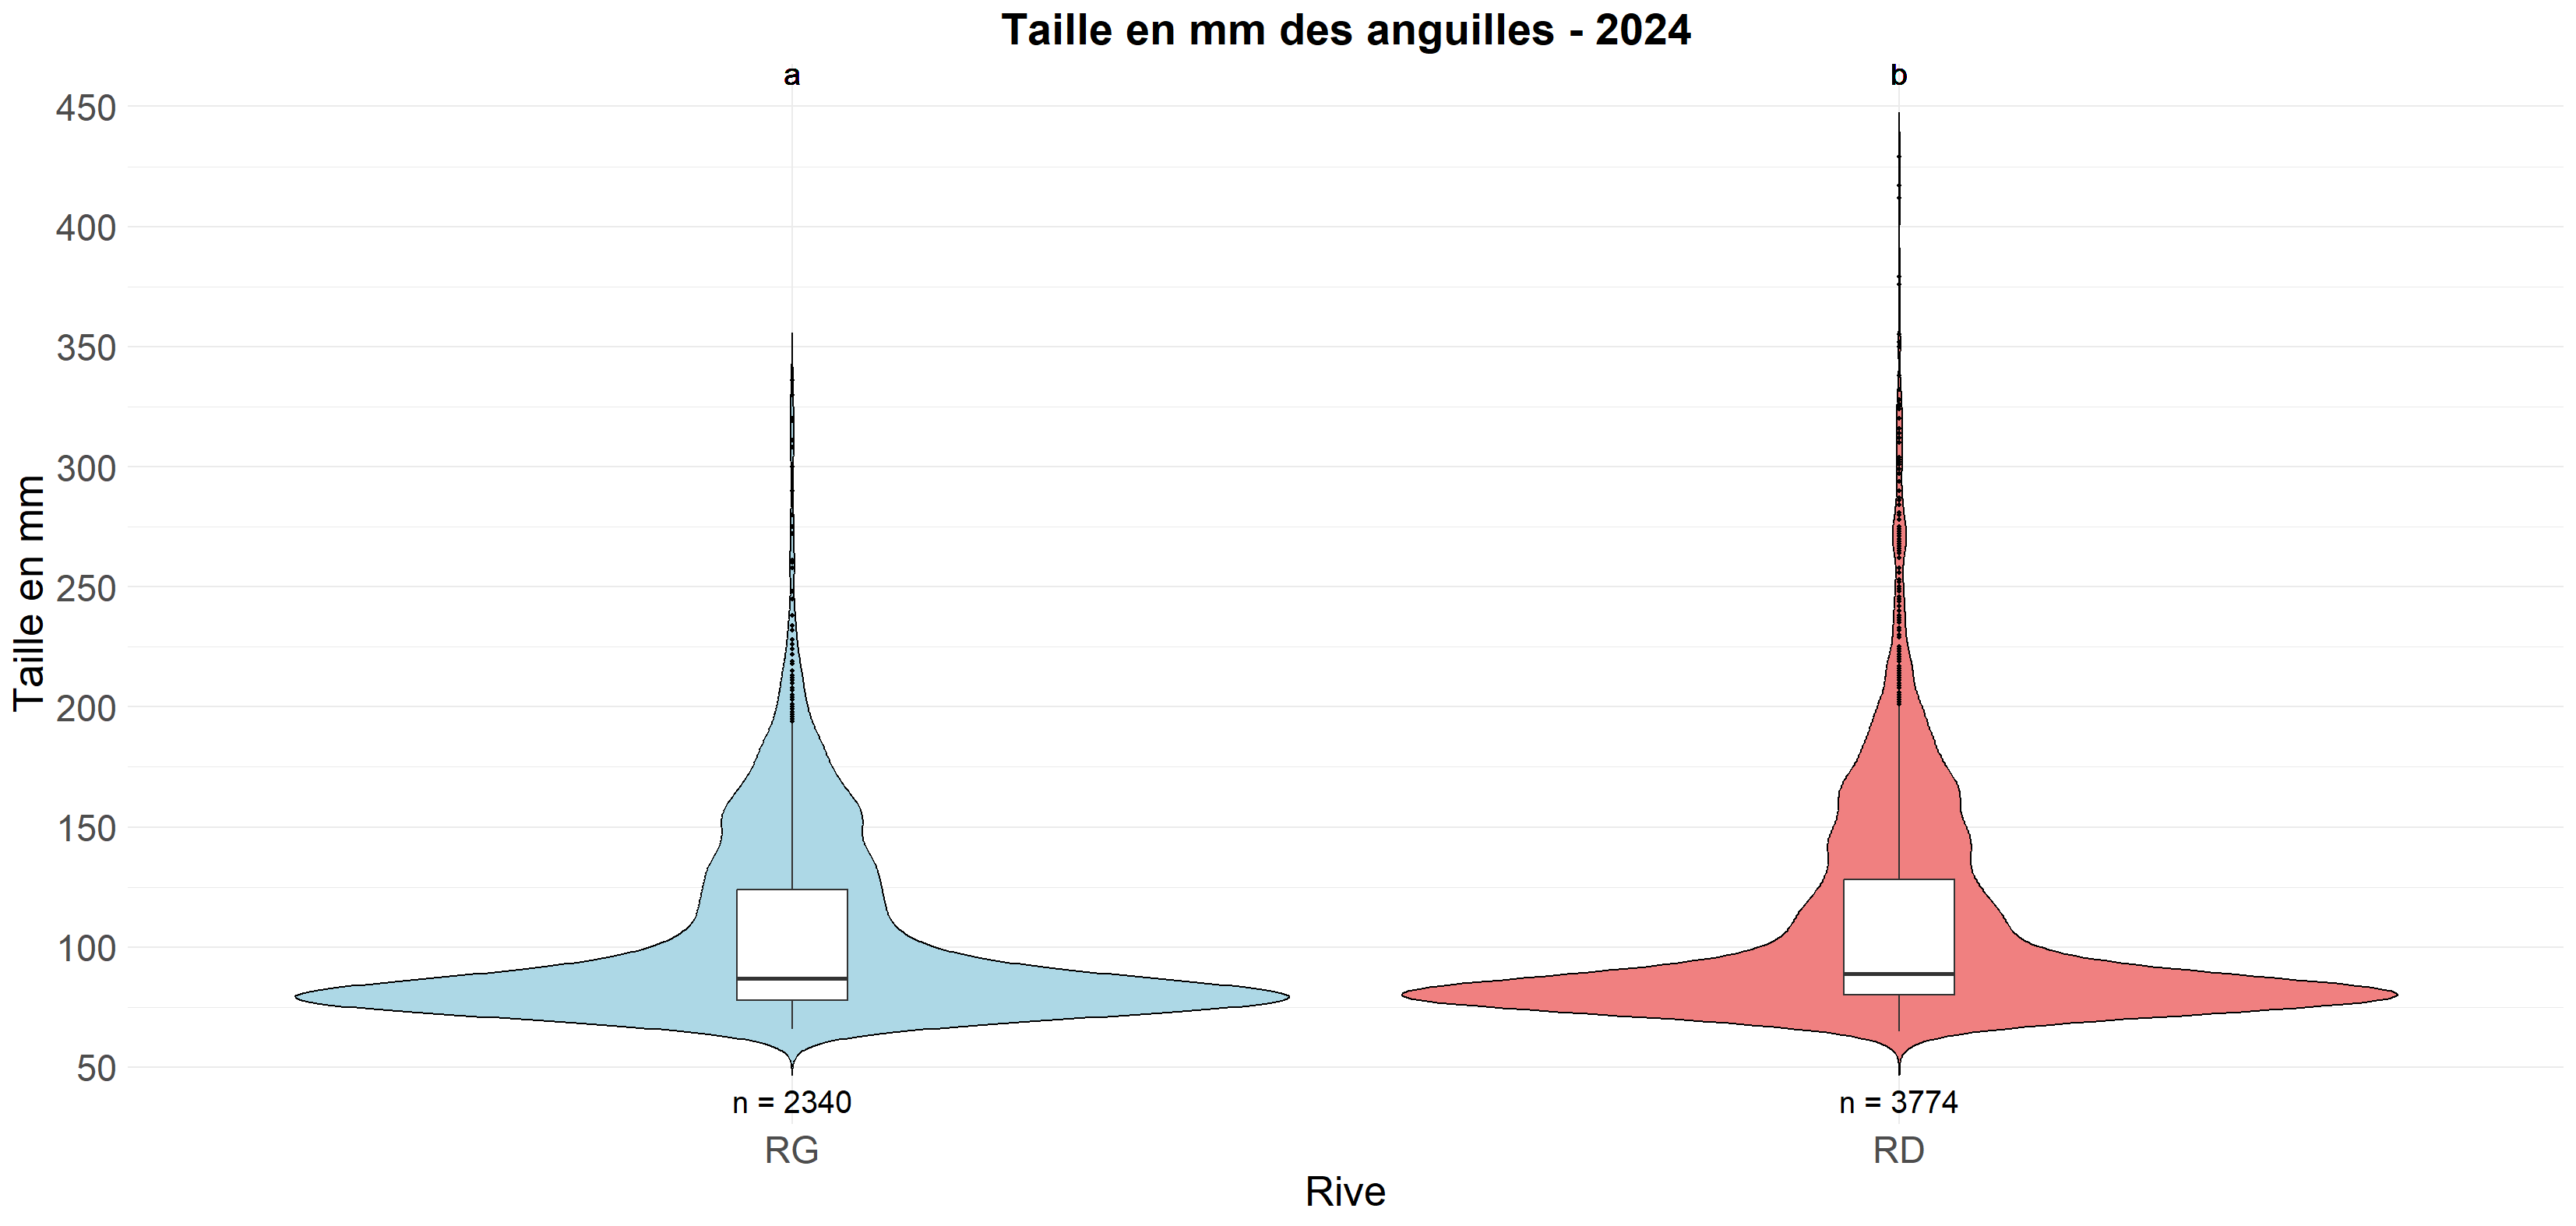 Taille en mm des anguilles - 2024
a
b
450
400
350
300
250
200
150
100
50
Taille en mm
n = 2340
n = 3774
RG
RD
Rive